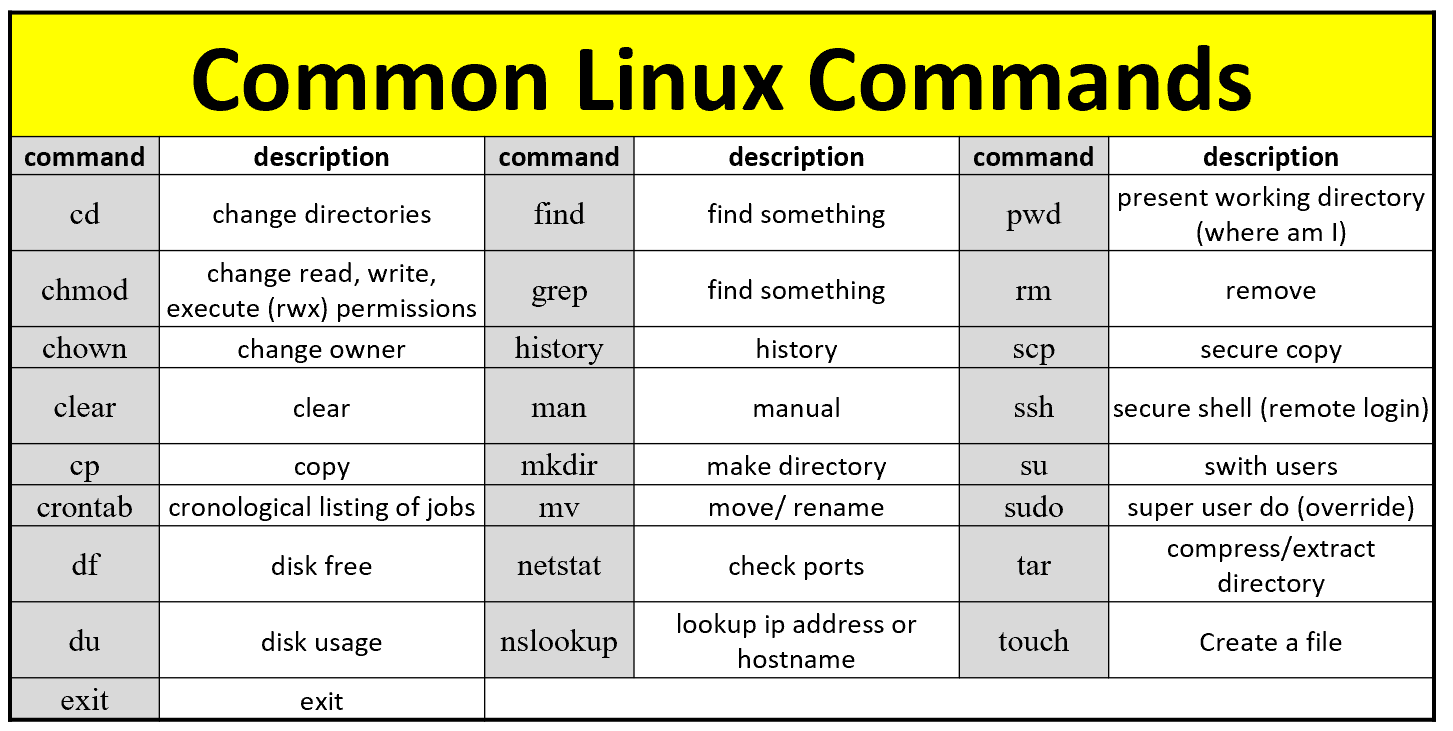 Common Linux Commands
command description command description command description
cd change directories find find something pwd present working directory
(where am I)
chmod change read, write,
execute (rwx) permissions grep find something rm remove
chown change owner history history scp secure copy
clear clear man manual ssh secure shell (remote login)
cp copy mkdir make directory su swith users
crontab cronological listing of jobs mv move/ rename sudo super user do (override)
df disk free netstat check ports tar compress/extract
directory
du disk usage nslookup lookup ip address or
hostname touch Create a file
exit exit